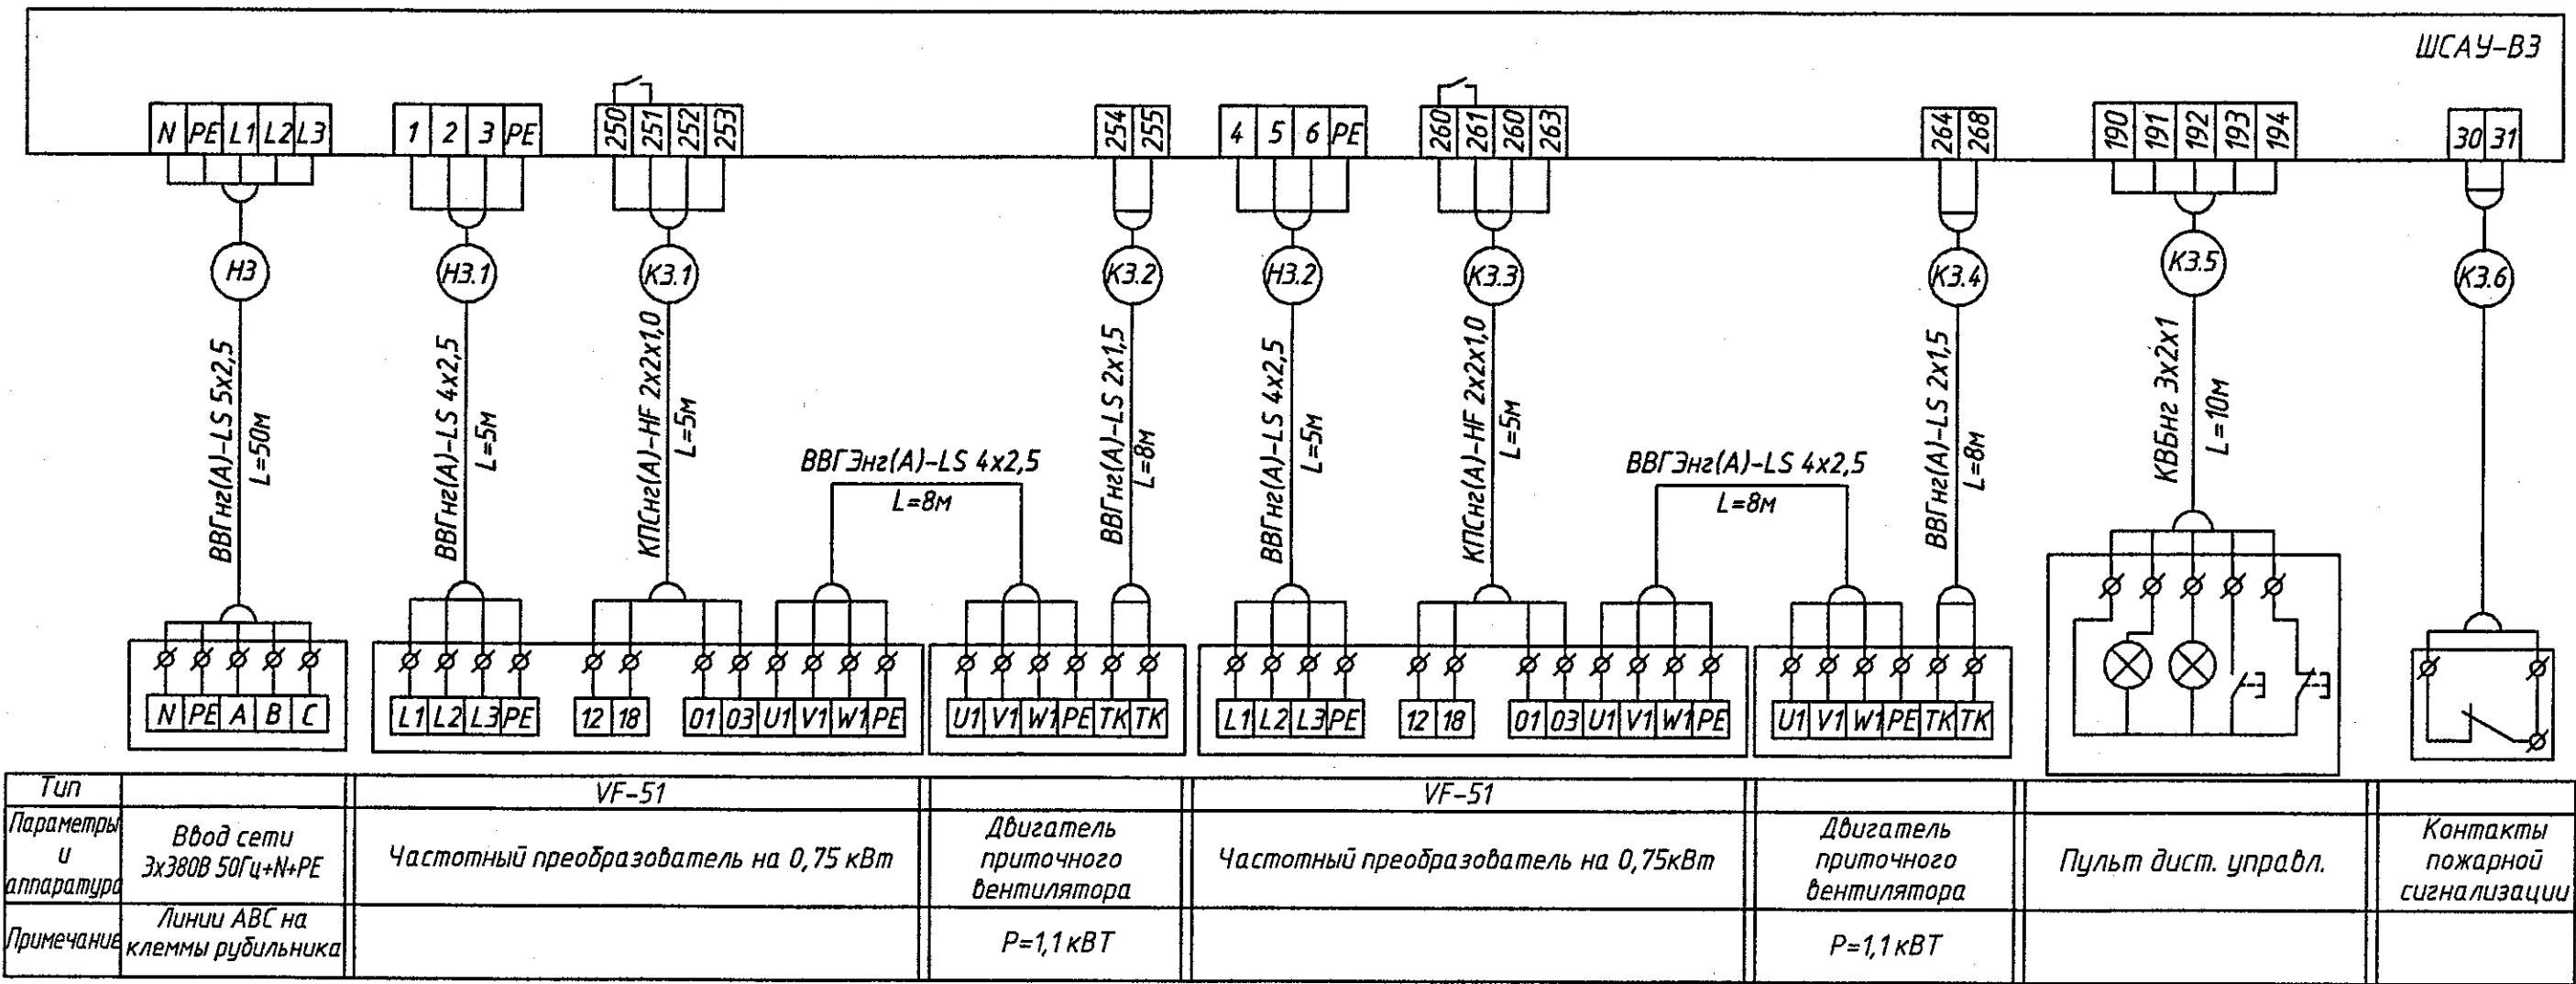 ШСАУ-В3
N PE L1 L2 L3
1 2 3 PE
250 251 252 253
254 255
4 5 6 PE
260 261 260 263
264 268
190 191 192 193 194
30 31
Н3
Н3.1
К3.1
К3.2
Н3.2
К3.3
К3.4
К3.5
К3.6
ВВГнг(А)-LS 5х2,5
L=50м
ВВГнг(А)-LS 4х2,5
L=5м
КПСнг(А)-HF 2х2х1,0
L=5м
ВВГЭнг(А)-LS 4х2,5
L=8м
ВВГнг(А)-LS 2х1,5
L=8м
ВВГнг(А)-LS 4х2,5
L=5м
КПСнг(А)-HF 2х2х1,0
L=5м
ВВГЭнг(А)-LS 4х2,5
L=8м
ВВГнг(А)-LS 2х1,5
L=8м
КВБнг 3х2х1
L=10м
N PE A B C
L1 L2 L3 PE
12 18
01 03 U1 V1 W1 PE
U1 V1 W1 PE TK TK
L1 L2 L3 PE
12 18
01 03 U1 V1 W1 PE
U1 V1 W1 PE TK TK
Тип
VF-51
VF-51
Параметры
и
аппаратура
Ввод сети
3х380В 50Гц+N+PE
Частотный преобразователь на 0,75 кВт
Двигатель
приточного
вентилятора
Частотный преобразователь на 0,75кВт
Двигатель
приточного
вентилятора
Пульт дист. управл.
Контакты
пожарной
сигнализации
Примечание
Линии АВС на
клеммы рубильника
Р=1,1 кВТ
Р=1,1 кВТ